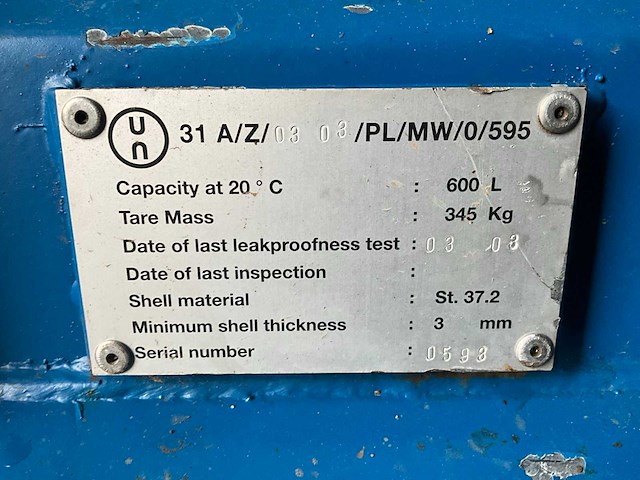 un 31 A/Z/03 03/PL/MW/0/595
Capacity at 20 ° C : 600 L
Tare Mass : 345 Kg
Date of last leakproofness test : 03 03
Date of last inspection :
Shell material : St. 37.2
Minimum shell thickness : 3 mm
Serial number : 0593